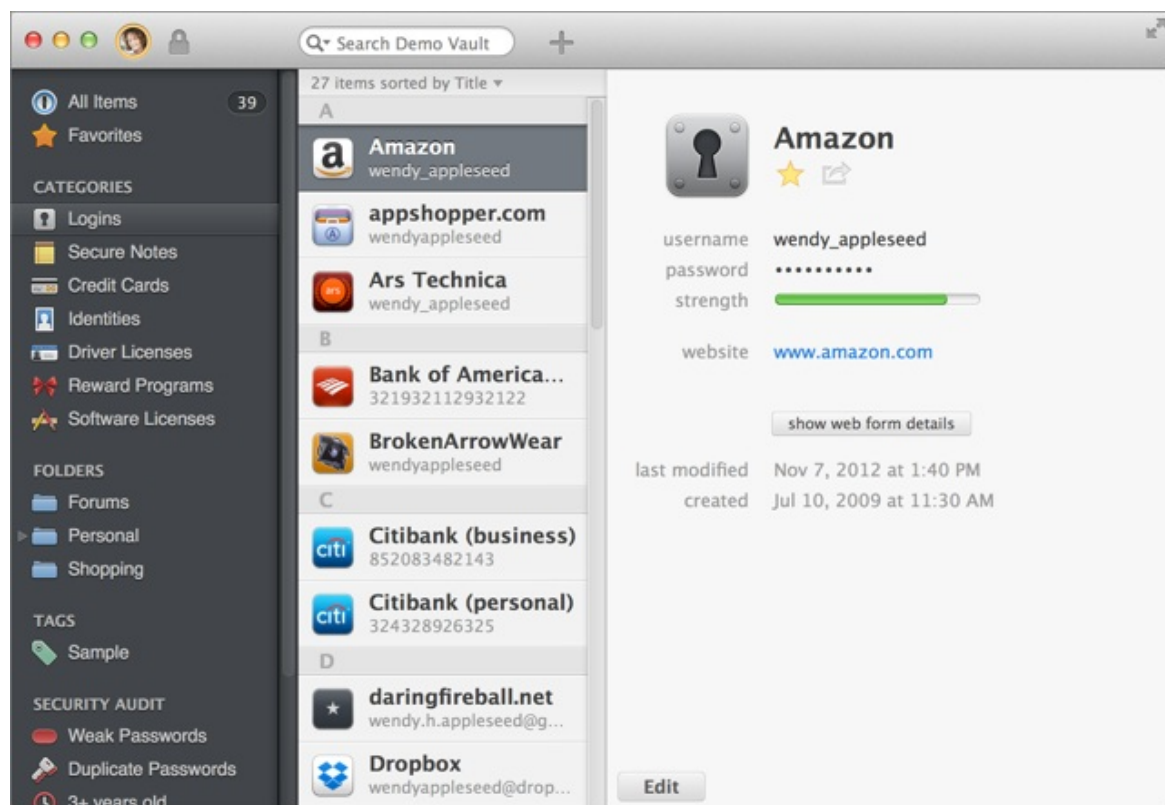 Search Demo Vault
All Items 39
Favorites
CATEGORIES
Logins
Secure Notes
Credit Cards
Identities
Driver Licenses
Reward Programs
Software Licenses
FOLDERS
Forums
Personal
Shopping
TAGS
Sample
SECURITY AUDIT
Weak Passwords
Duplicate Passwords
3+ years old
27 items sorted by Title
A
a
Amazon
wendy_appleseed
appshopper.com
wendyappleseed
ars
Ars Technica
wendy_appleseed
B
Bank of America...
321932112932122
BrokenArrowWear
wendyappleseed
C
citi
Citibank (business)
852083482143
citi
Citibank (personal)
324328926325
D
daringfireball.net
wendy.h.appleseed@g...
Dropbox
wendyappleseed@drop...
Amazon
username wendy_appleseed
password ••••••••••
strength
website www.amazon.com
show web form details
last modified Nov 7, 2012 at 1:40 PM
created Jul 10, 2009 at 11:30 AM
Edit